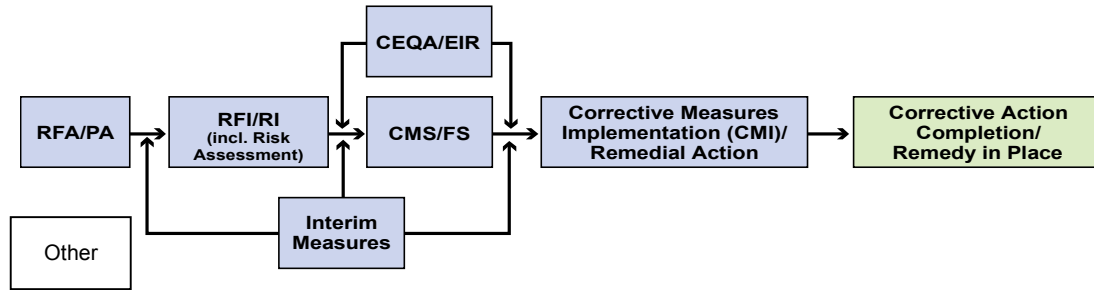 CEQA/EIR
RFA/PA
RFI/RI
(incl. Risk
Assessment)
CMS/FS
Corrective Measures
Implementation (CMI)/
Remedial Action
Corrective Action
Completion/
Remedy in Place
Interim
Measures
Other